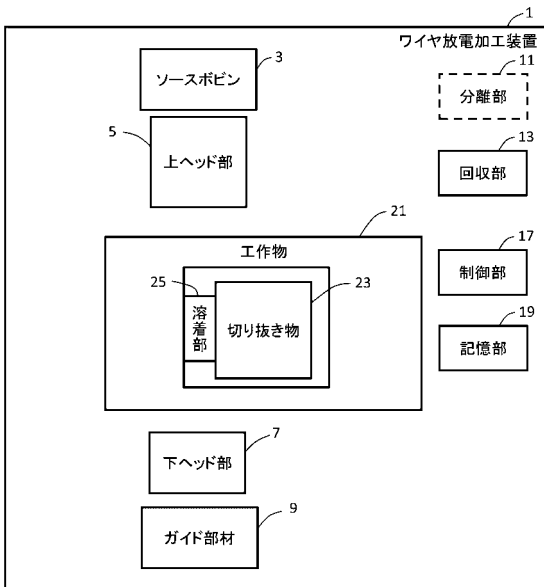 1
ワイヤ放電加工装置
3
ソースボビン
11
分離部
5
上ヘッド部
13
回収部
21
工作物
17
制御部
25
23
溶着部
切り抜き物
19
記憶部
7
下ヘッド部
9
ガイド部材